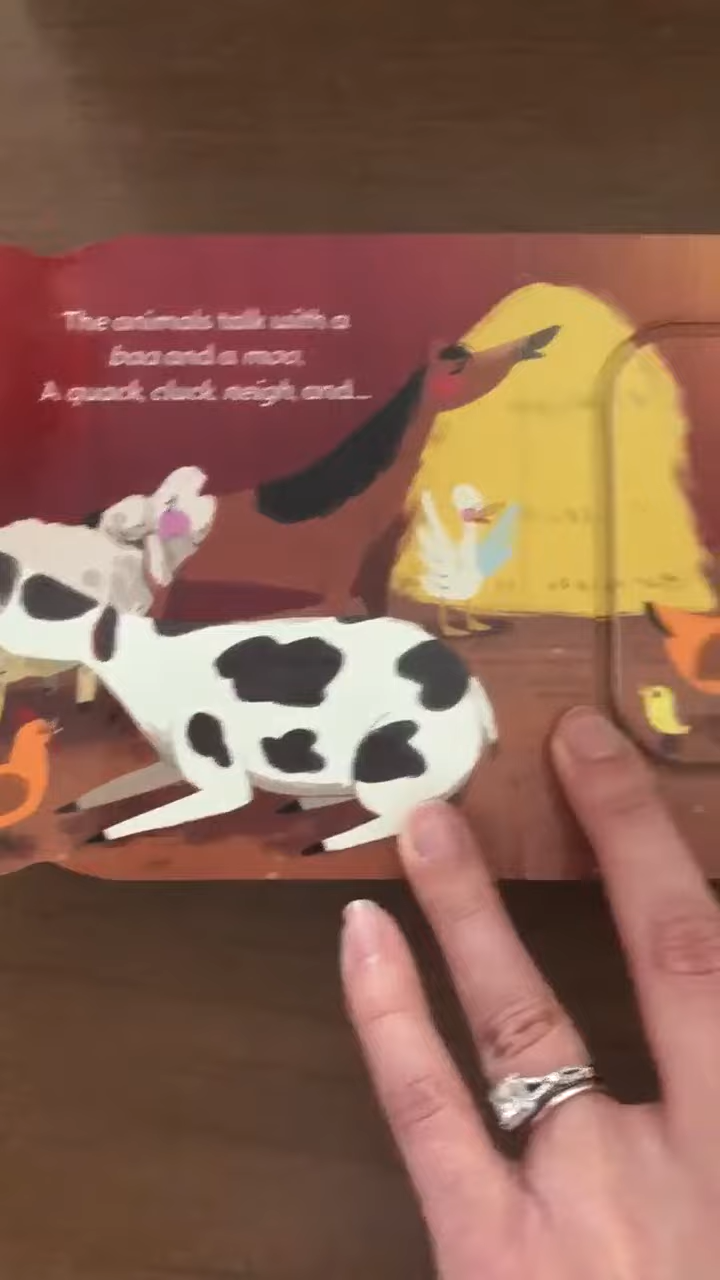 The animals talk with a
baa and a moo.
A quack, cluck, neigh, and...